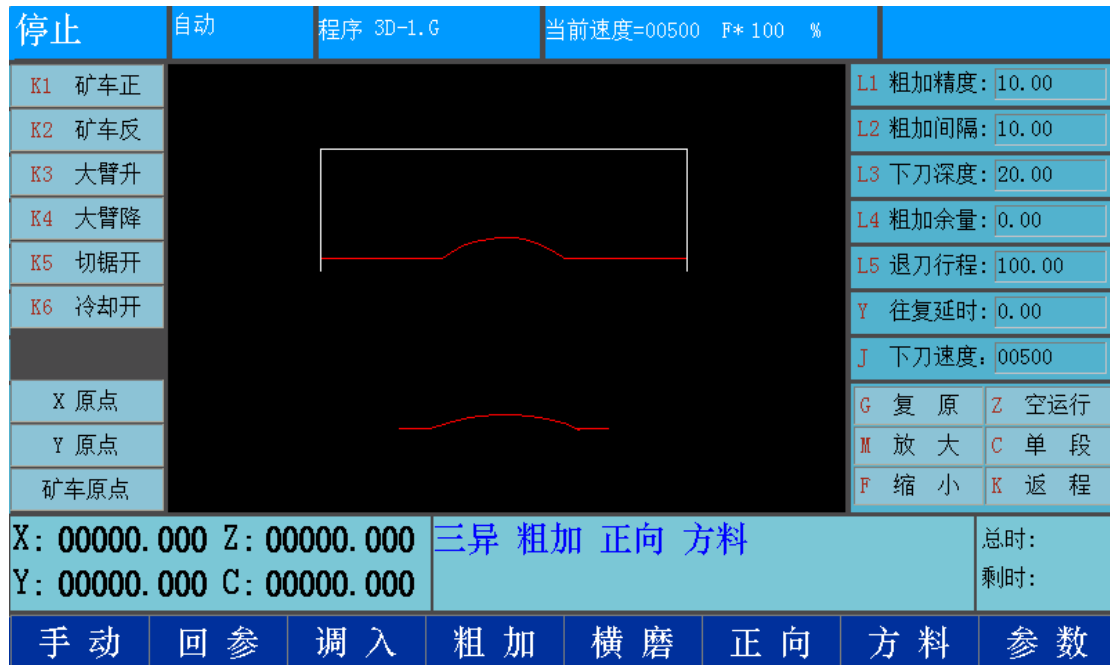 停止 自动 程序 3D-1.G 当前速度=00500 F*100 %
K1 矿车正
K2 矿车反
K3 大臂升
K4 大臂降
K5 切锯开
K6 冷却开
X 原点
Y 原点
矿车原点
L1 粗加精度: 10.00
L2 粗加间隔: 10.00
L3 下刀深度: 20.00
L4 粗加余量: 0.00
L5 退刀行程: 100.00
Y 往复延时: 0.00
J 下刀速度: 00500
G 复 原 Z 空运行
M 放 大 C 单 段
F 缩 小 K 返 程
X: 00000.000 Z: 00000.000
Y: 00000.000 C: 00000.000
三异 粗加 正向 方料
总时:
剩时:
手 动 回 参 调 入 粗 加 横 磨 正 向 方 料 参 数